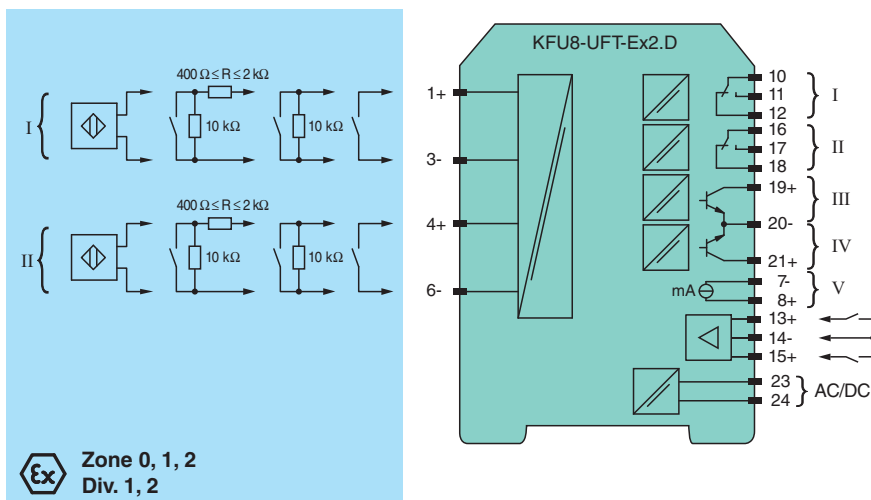 KFU8-UFT-Ex2.D
I
400 Ω ≤ R ≤ 2 kΩ
10 kΩ
10 kΩ
II
400 Ω ≤ R ≤ 2 kΩ
10 kΩ
10 kΩ
Ex
Zone 0, 1, 2
Div. 1, 2
1+
3-
4+
6-
mA
10
11
12
I
16
17
18
II
19+
III
20-
IV
21+
7-
8+
V
13+
14-
15+
23
24
AC/DC